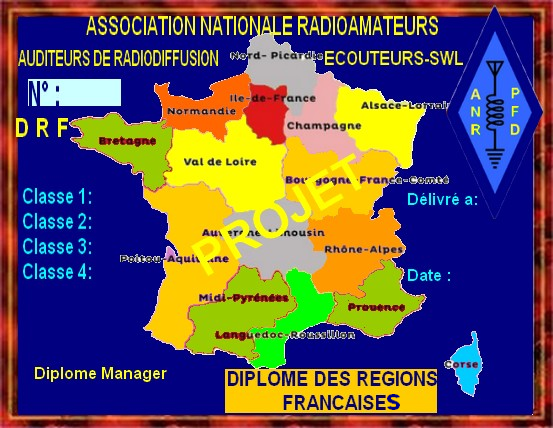 ASSOCIATION NATIONALE RADIOAMATEURS
AUDITEURS DE RADIODIFFUSION
ECOUTEURS-SWL
Nord- Picardie
N° :
Ile-de-France
Normandie
Alsace-Lorrain
A N R
P F D
D R F
Champagne
Bretagne
Val de Loire
Bourgogne-France-Comté
PROJET
Classe 1:
Classe 2:
Classe 3:
Classe 4:
Délivré a:
Auvergne-Limousin
Rhône-Alpes
Poitou-Aquitaine
Date :
Midi-Pyrénées
Provence
Languedoc-Roussillon
Corse
Diplome Manager
DIPLOME DES REGIONS
FRANCAISES